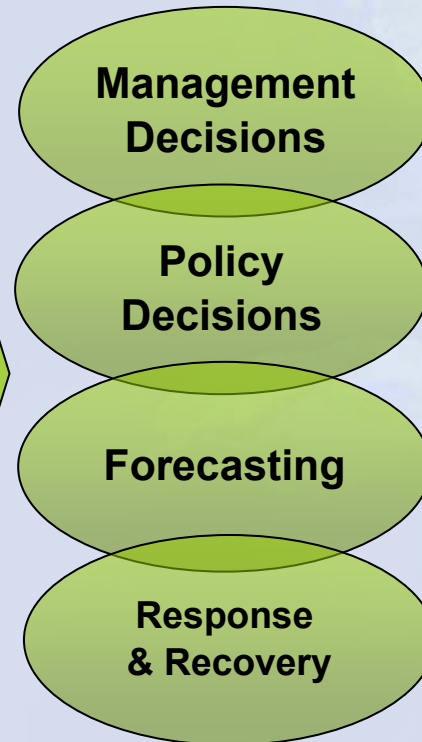 Management
Decisions
Policy
Decisions
Forecasting
Response
& Recovery